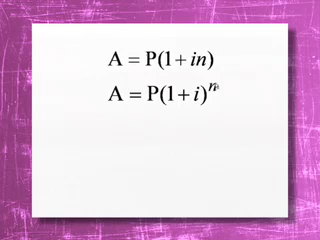 A = P(1 + in)
A = P(1 + i)ⁿ